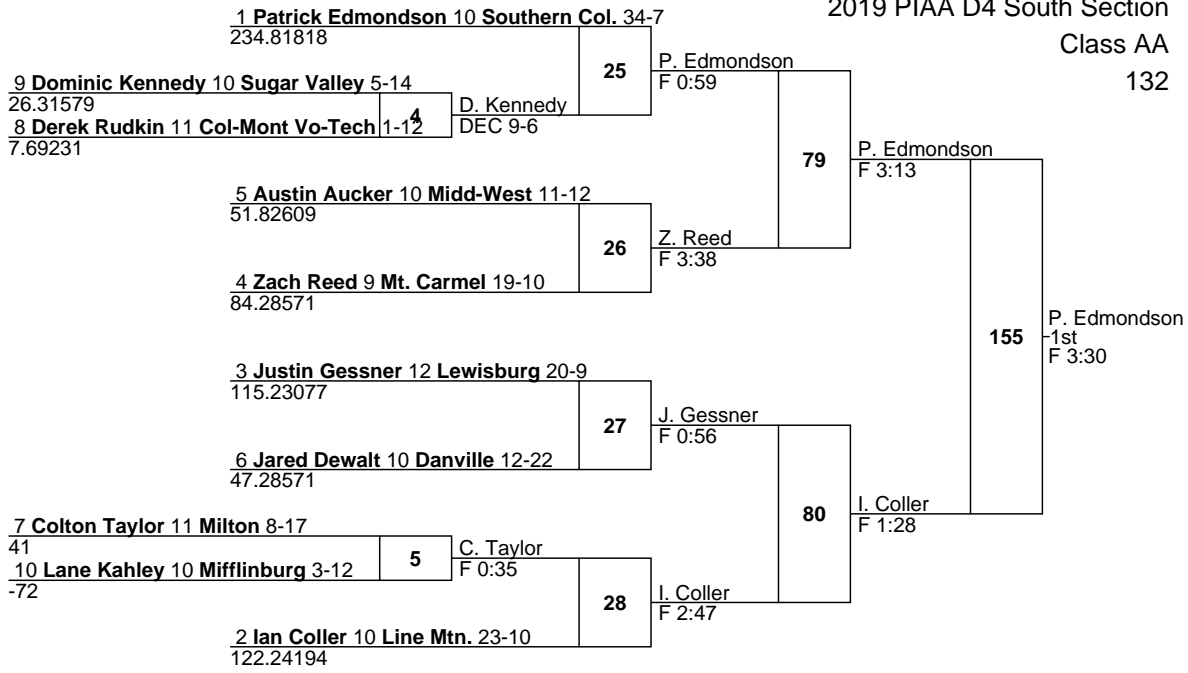 2019 PIAA D4 South Section
Class AA
132
1 Patrick Edmondson 10 Southern Col. 34-7
234.81818
25
P. Edmondson
F 0:59
9 Dominic Kennedy 10 Sugar Valley 5-14
26.31579
4
D. Kennedy
DEC 9-6
8 Derek Rudkin 11 Col-Mont Vo-Tech 1-12
7.69231
79
P. Edmondson
F 3:13
5 Austin Aucker 10 Midd-West 11-12
51.82609
26
Z. Reed
F 3:38
4 Zach Reed 9 Mt. Carmel 19-10
84.28571
155
P. Edmondson
1st
F 3:30
3 Justin Gessner 12 Lewisburg 20-9
115.23077
27
J. Gessner
F 0:56
6 Jared Dewalt 10 Danville 12-22
47.28571
80
I. Coller
F 1:28
7 Colton Taylor 11 Milton 8-17
41
5
C. Taylor
F 0:35
10 Lane Kahley 10 Mifflinburg 3-12
-72
28
I. Coller
F 2:47
2 Ian Coller 10 Line Mtn. 23-10
122.24194